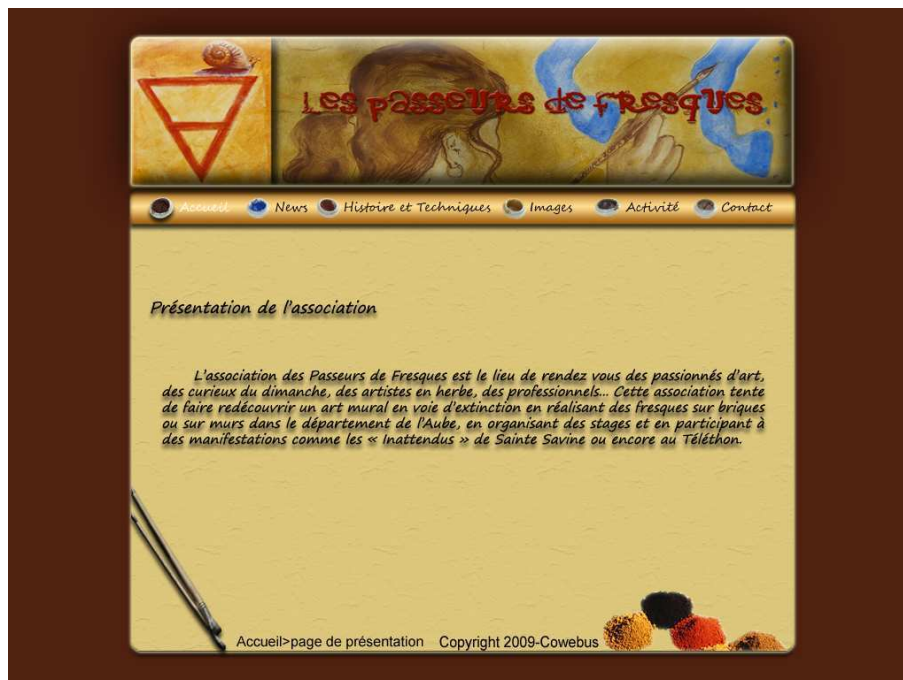 Les passeurs de fresques
Accueil News Histoire et Techniques Images Activité Contact
Présentation de l'association
L'association des Passeurs de Fresques est le lieu de rendez vous des passionnés d'art,
des curieux du dimanche, des artistes en herbe, des professionnels... Cette association tente
de faire redécouvrir un art mural en voie d'extinction en réalisant des fresques sur briques
ou sur murs dans le département de l'Aube, en organisant des stages et en participant à
des manifestations comme les « Inattendus » de Sainte Savine ou encore au Téléthon.
Accueil>page de présentation Copyright 2009-Cowebus